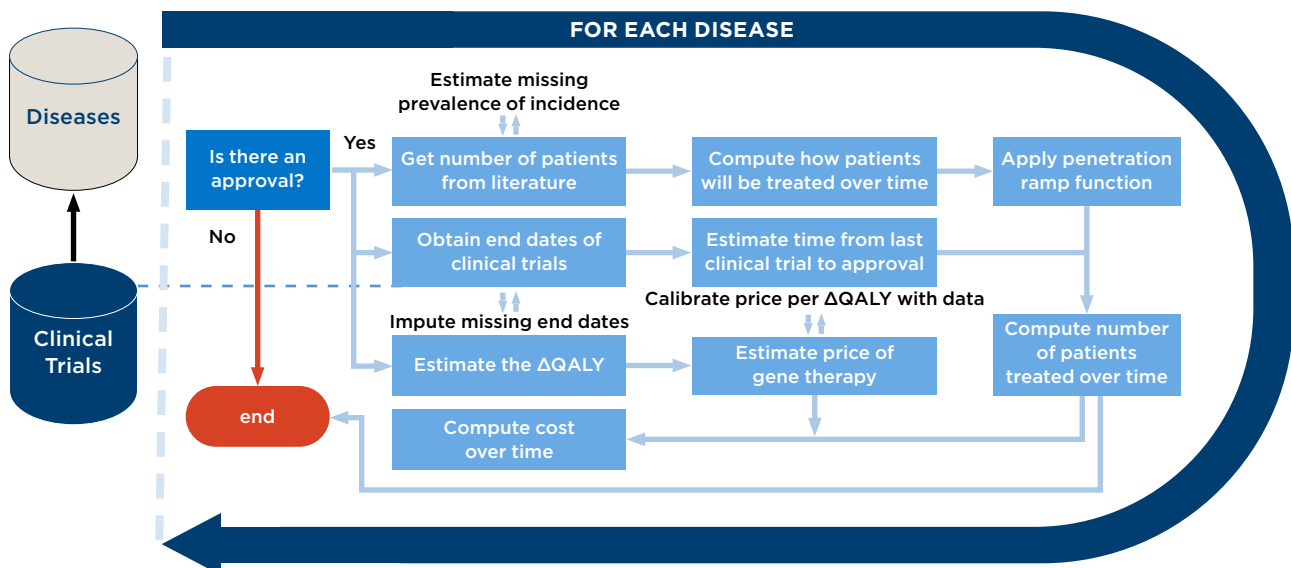 FOR EACH DISEASE
Diseases
Clinical
Trials
Is there an
approval?
Yes
No
end
Estimate missing
prevalence of incidence
Get number of patients
from literature
Compute how patients
will be treated over time
Apply penetration
ramp function
Obtain end dates of
clinical trials
Estimate time from last
clinical trial to approval
Impute missing end dates
Calibrate price per ΔQALY with data
Estimate the ΔQALY
Estimate price of
gene therapy
Compute number
of patients
treated over time
Compute cost
over time